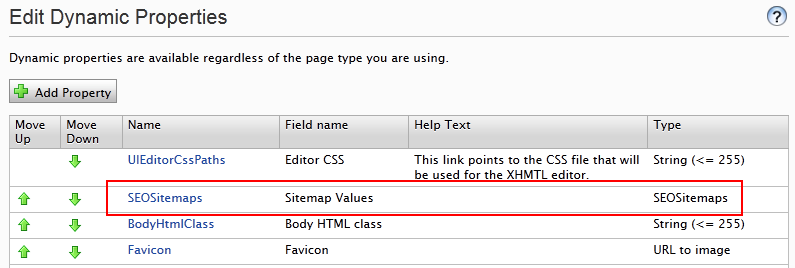 Edit Dynamic Properties
?
Dynamic properties are available regardless of the page type you are using.
Add Property
Move Up Move Down Name Field name Help Text Type
UIEditorCssPaths Editor CSS This link points to the CSS file that will be used for the XHMTL editor. String (<= 255)
SEOSitemaps Sitemap Values SEOSitemaps
BodyHtmlClass Body HTML class String (<= 255)
Favicon Favicon URL to image